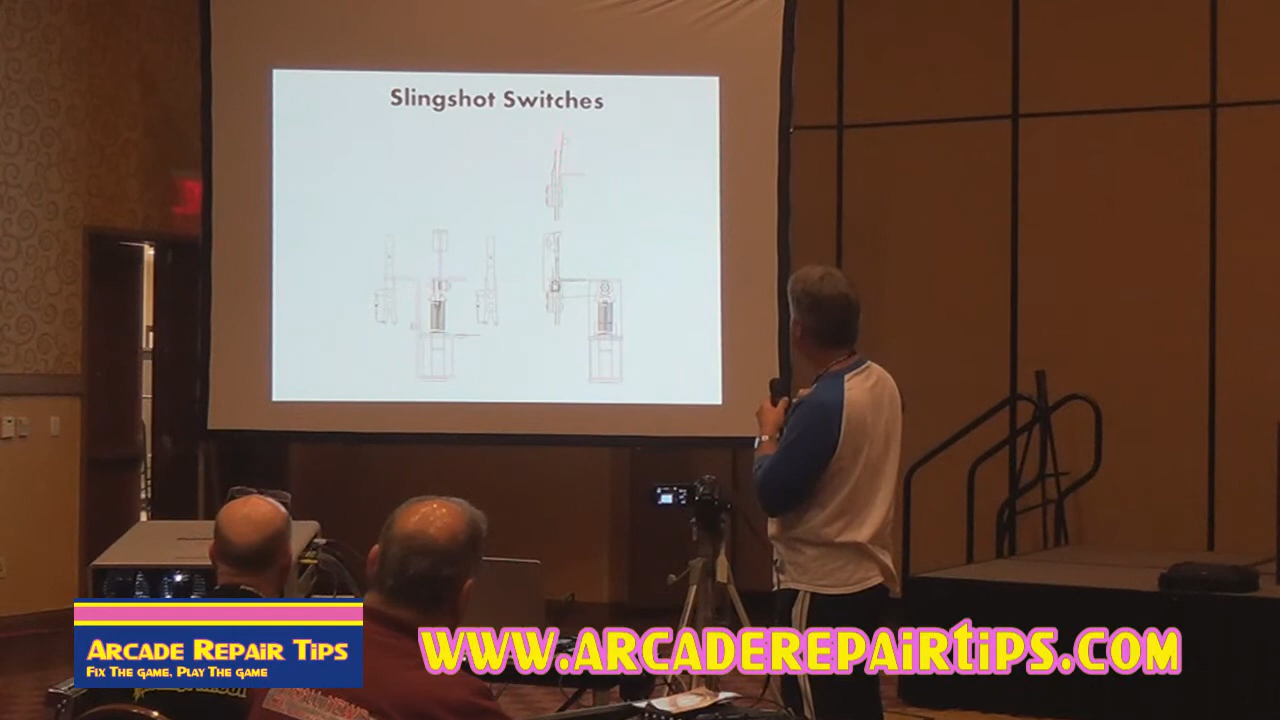 Slingshot Switches
Arcade Repair Tips
Fix The Game, Play The Game
www.arcaderepairtips.com